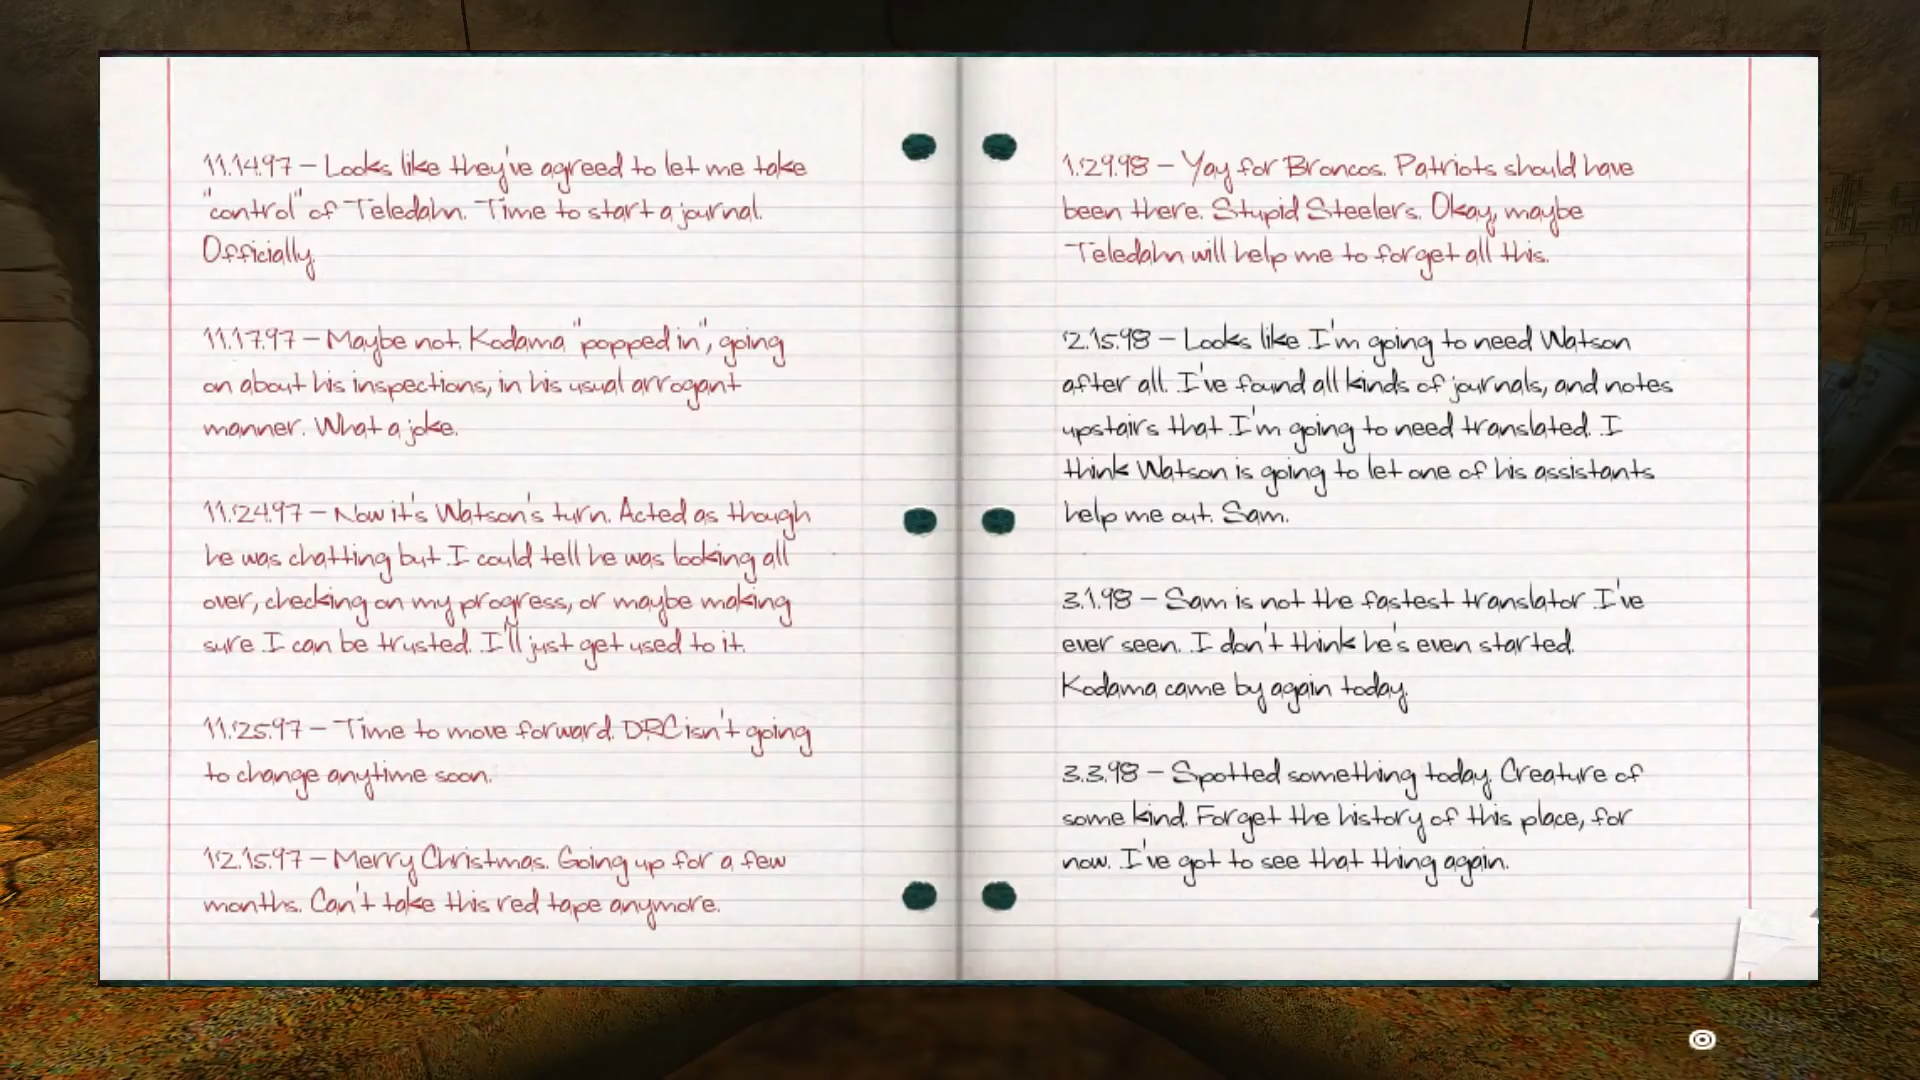 11.14.97 – Looks like they've agreed to let me take
"control" of Teledahn. Time to start a journal.
Officially.
11.17.97 – Maybe not. Kodama "popped in", going
on about his inspections, in his usual arrogant
manner. What a joke.
11.24.97 – Now it's Watson's turn. Acted as though
he was chatting but I could tell he was looking all
over, checking on my progress, or maybe making
sure I can be trusted. I'll just get used to it.
11.25.97 – Time to move forward. DRC isn't going
to change anytime soon.
12.15.97 – Merry Christmas. Going up for a few
months. Can't take this red tape anymore.
1.29.98 – Yay for Broncos. Patriots should have
been there. Stupid Steelers. Okay, maybe
Teledahn will help me to forget all this.
2.15.98 – Looks like I'm going to need Watson
after all. I've found all kinds of journals, and notes
upstairs that I'm going to need translated. I
think Watson is going to let one of his assistants
help me out. Sam.
3.1.98 – Sam is not the fastest translator I've
ever seen. I don't think he's even started.
Kodama came by again today.
3.3.98 – Spotted something today. Creature of
some kind. Forget the history of this place, for
now. I've got to see that thing again.